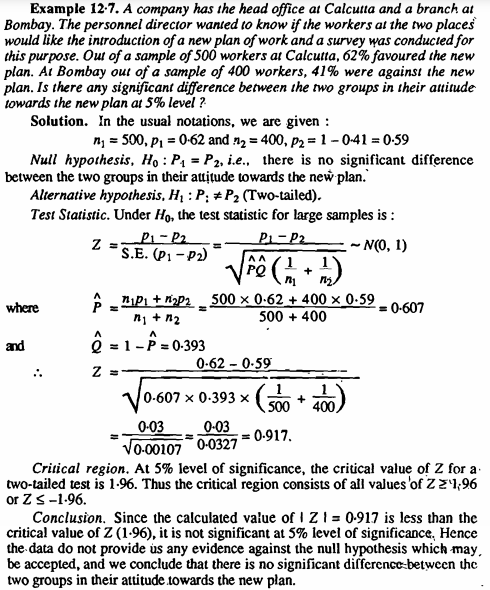 Example 12·7. A company has the head office at Calcutta and a branch at
Bombay. The personnel director wanted to know if the workers at the two places
would like the introduction of a new plan of work and a survey was conducted for
this purpose. Out of a sample of 500 workers at Calcutta, 62% favoured the new
plan. At Bombay out of a sample of 400 workers, 41% were against the new
plan. Is there any significant difference between the two groups in their attitude
towards the new plan at 5% level ?
Solution. In the usual notations, we are given :
n₁ = 500, p₁ = 0·62 and n₂ = 400, p₂ = 1 – 0·41 = 0·59
Null hypothesis, H₀ : P₁ = P₂, i.e., there is no significant difference
between the two groups in their attitude towards the new plan.
Alternative hypothesis, H₁ : P₁ ≠ P₂ (Two-tailed).
Test Statistic. Under H₀, the test statistic for large samples is :
Z = (p₁ – p₂) / S.E. (p₁ – p₂) = (p₁ – p₂) / √(P̂Q̂ (1/n₁ + 1/n₂)) ~ N(0, 1)
where P̂ = (n₁p₁ + n₂p₂) / (n₁ + n₂) = (500 × 0·62 + 400 × 0·59) / (500 + 400) = 0·607
and Q̂ = 1 – P̂ = 0·393
∴ Z = (0·62 – 0·59) / √(0·607 × 0·393 × (1/500 + 1/400))
= 0·03 / √0·00107 = 0·03 / 0·0327 = 0·917.
Critical region. At 5% level of significance, the critical value of Z for a
two-tailed test is 1·96. Thus the critical region consists of all values of Z ≥ 1·96
or Z ≤ –1·96.
Conclusion. Since the calculated value of | Z | = 0·917 is less than the
critical value of Z (1·96), it is not significant at 5% level of significance. Hence
the data do not provide us any evidence against the null hypothesis which may
be accepted, and we conclude that there is no significant difference between the
two groups in their attitude towards the new plan.